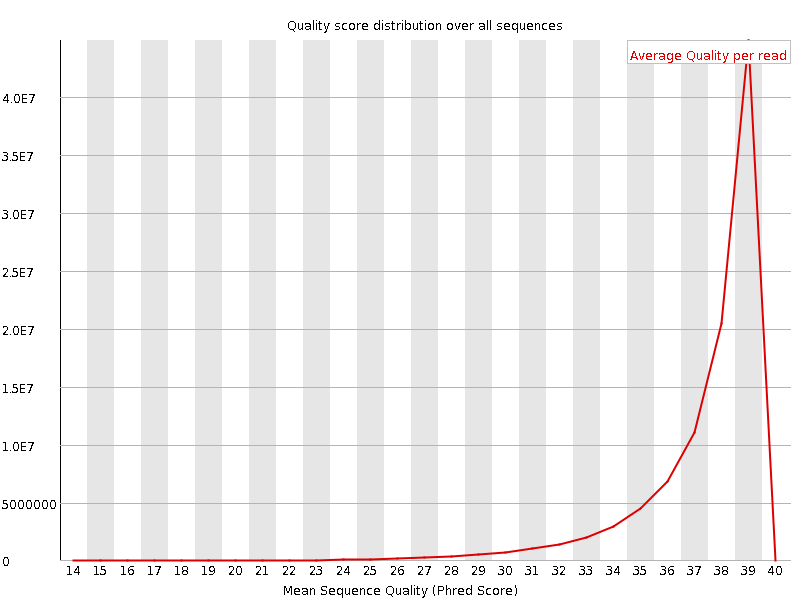 Quality score distribution over all sequences
Average Quality per read
4.0E7
3.5E7
3.0E7
2.5E7
2.0E7
1.5E7
1.0E7
5000000
0
14 15 16 17 18 19 20 21 22 23 24 25 26 27 28 29 30 31 32 33 34 35 36 37 38 39 40
Mean Sequence Quality (Phred Score)